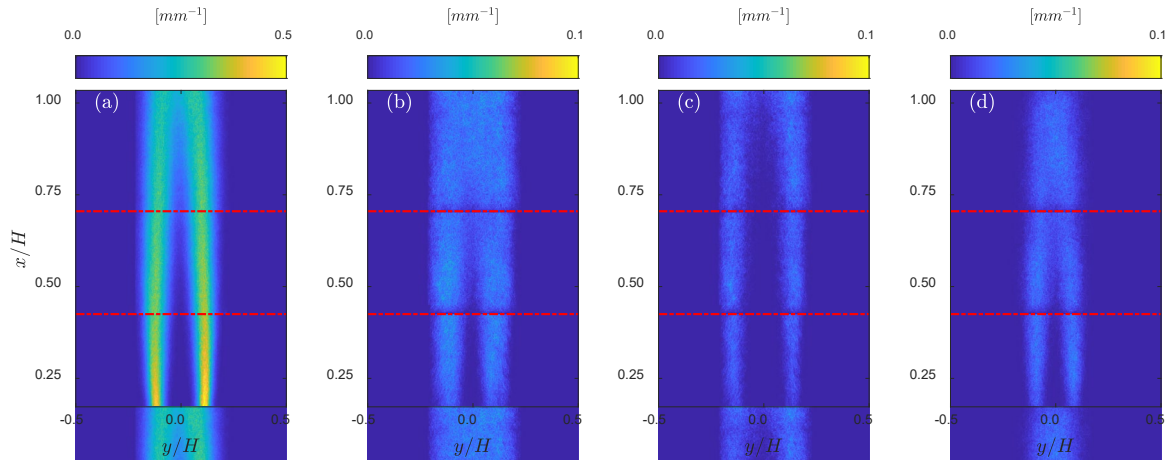 [mm⁻¹] [mm⁻¹] [mm⁻¹] [mm⁻¹]
0.0 0.5 0.0 0.1 0.0 0.1 0.0 0.1
(a) (b) (c) (d)
1.00 1.00 1.00 1.00
0.75 0.75 0.75 0.75
x/H
0.50 0.50 0.50 0.50
0.25 0.25 0.25 0.25
-0.5 0.0 0.5 -0.5 0.0 0.5 -0.5 0.0 0.5 -0.5 0.0 0.5
y/H y/H y/H y/H